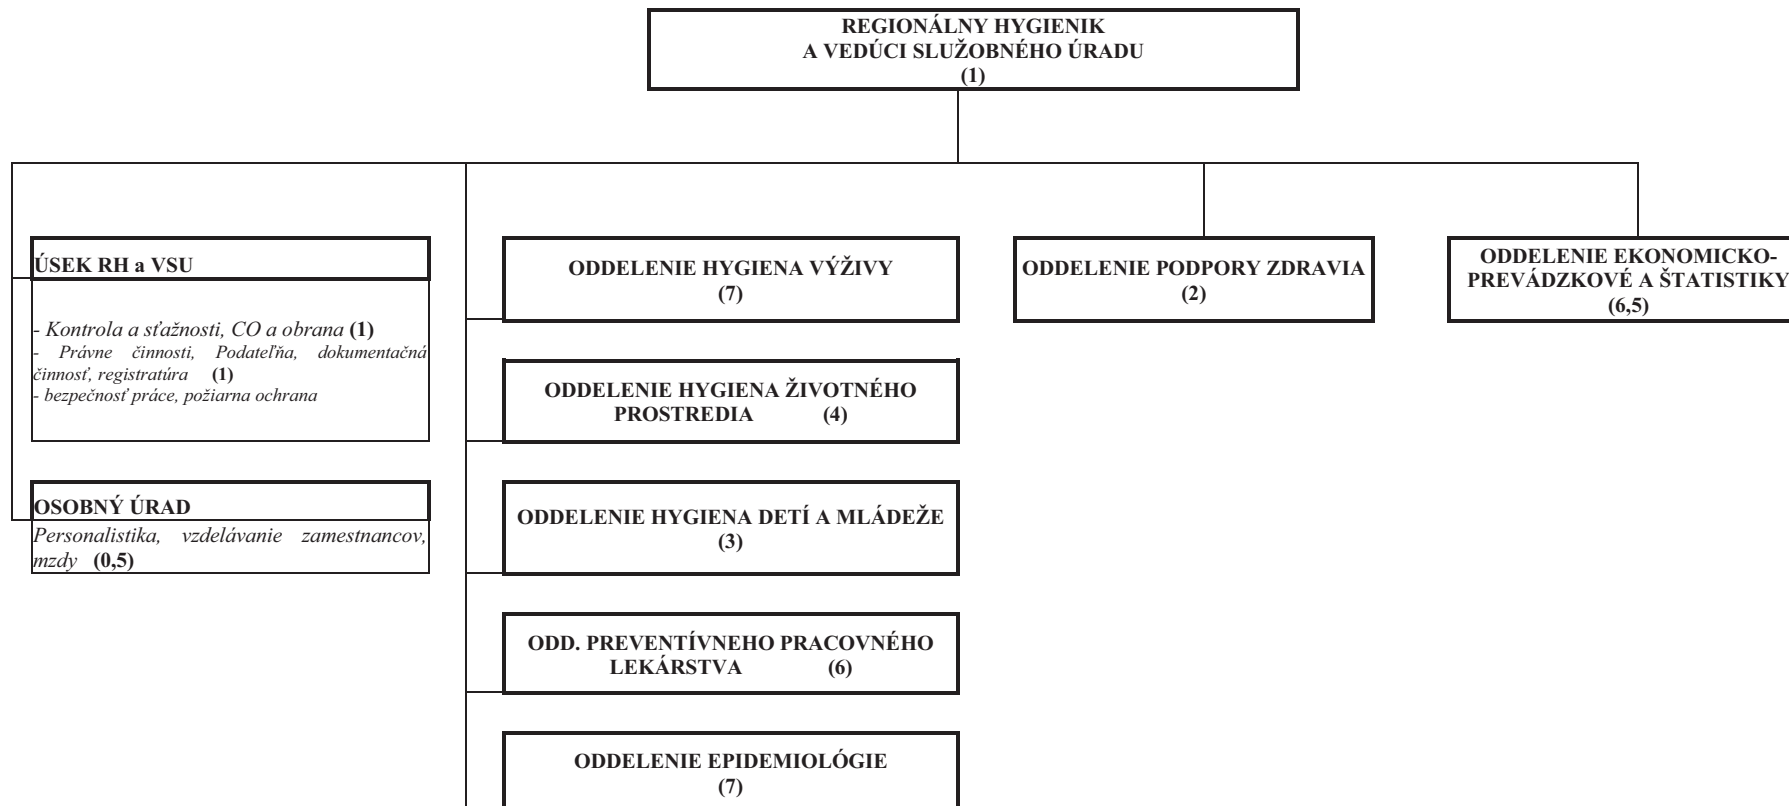 REGIONÁLNY HYGIENIK
A VEDÚCI SLUŽOBNÉHO ÚRADU
(1)
ÚSEK RH a VSU
- Kontrola a sťažnosti, CO a obrana (1)
- Právne činnosti, Podateľňa, dokumentačná
činnosť, registratúra (1)
- bezpečnosť práce, požiarna ochrana
OSOBNÝ ÚRAD
Personalistika, vzdelávanie zamestnancov,
mzdy (0,5)
ODDELENIE HYGIENA VÝŽIVY
(7)
ODDELENIE HYGIENA ŽIVOTNÉHO
PROSTREDIA (4)
ODDELENIE HYGIENA DETÍ A MLÁDEŽE
(3)
ODD. PREVENTÍVNEHO PRACOVNÉHO
LEKÁRSTVA (6)
ODDELENIE EPIDEMIOLÓGIE
(7)
ODDELENIE PODPORY ZDRAVIA
(2)
ODDELENIE EKONOMICKO-
PREVÁDZKOVÉ A ŠTATISTIKY
(6,5)